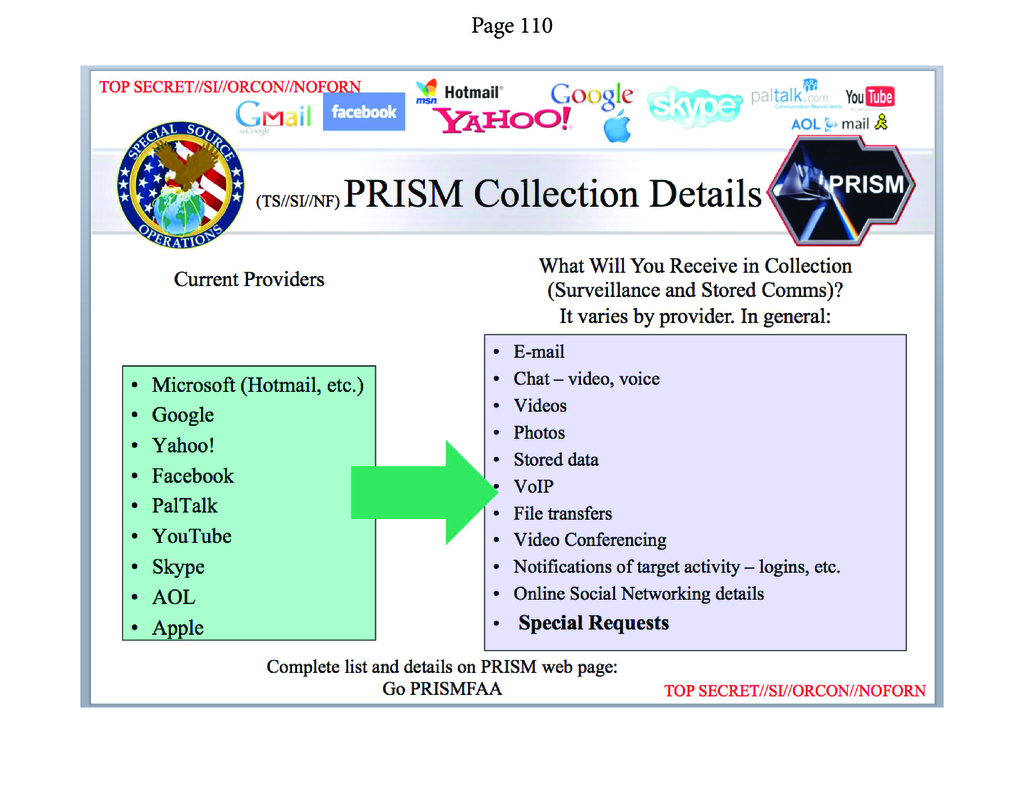 Page 110
TOP SECRET//SI//ORCON//NOFORN
Gmail
by Google
facebook
msn Hotmail
YAHOO!
Google
skype
paltalk.com
Communication Beyond Words
YouTube
AOL mail
SPECIAL SOURCE OPERATIONS
(TS//SI//NF) PRISM Collection Details
PRISM
Current Providers
What Will You Receive in Collection
(Surveillance and Stored Comms)?
It varies by provider. In general:
• Microsoft (Hotmail, etc.)
• Google
• Yahoo!
• Facebook
• PalTalk
• YouTube
• Skype
• AOL
• Apple
• E-mail
• Chat – video, voice
• Videos
• Photos
• Stored data
• VoIP
• File transfers
• Video Conferencing
• Notifications of target activity – logins, etc.
• Online Social Networking details
• Special Requests
Complete list and details on PRISM web page:
Go PRISMFAA
TOP SECRET//SI//ORCON//NOFORN